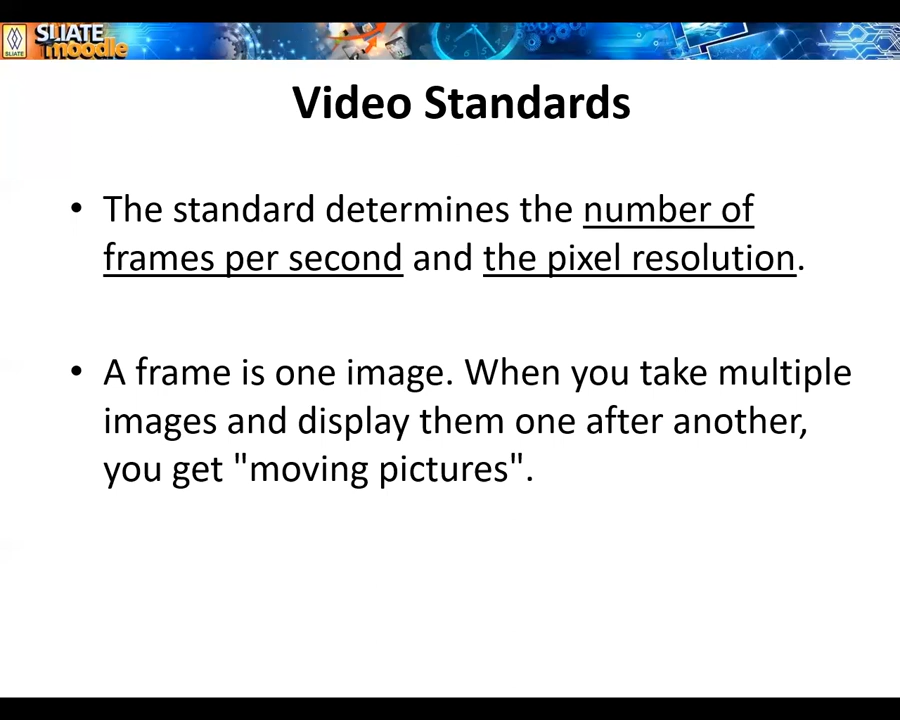 SLIATE
SLIATE
moodle
Video Standards
• The standard determines the number of
frames per second and the pixel resolution.
• A frame is one image. When you take multiple
images and display them one after another,
you get "moving pictures".